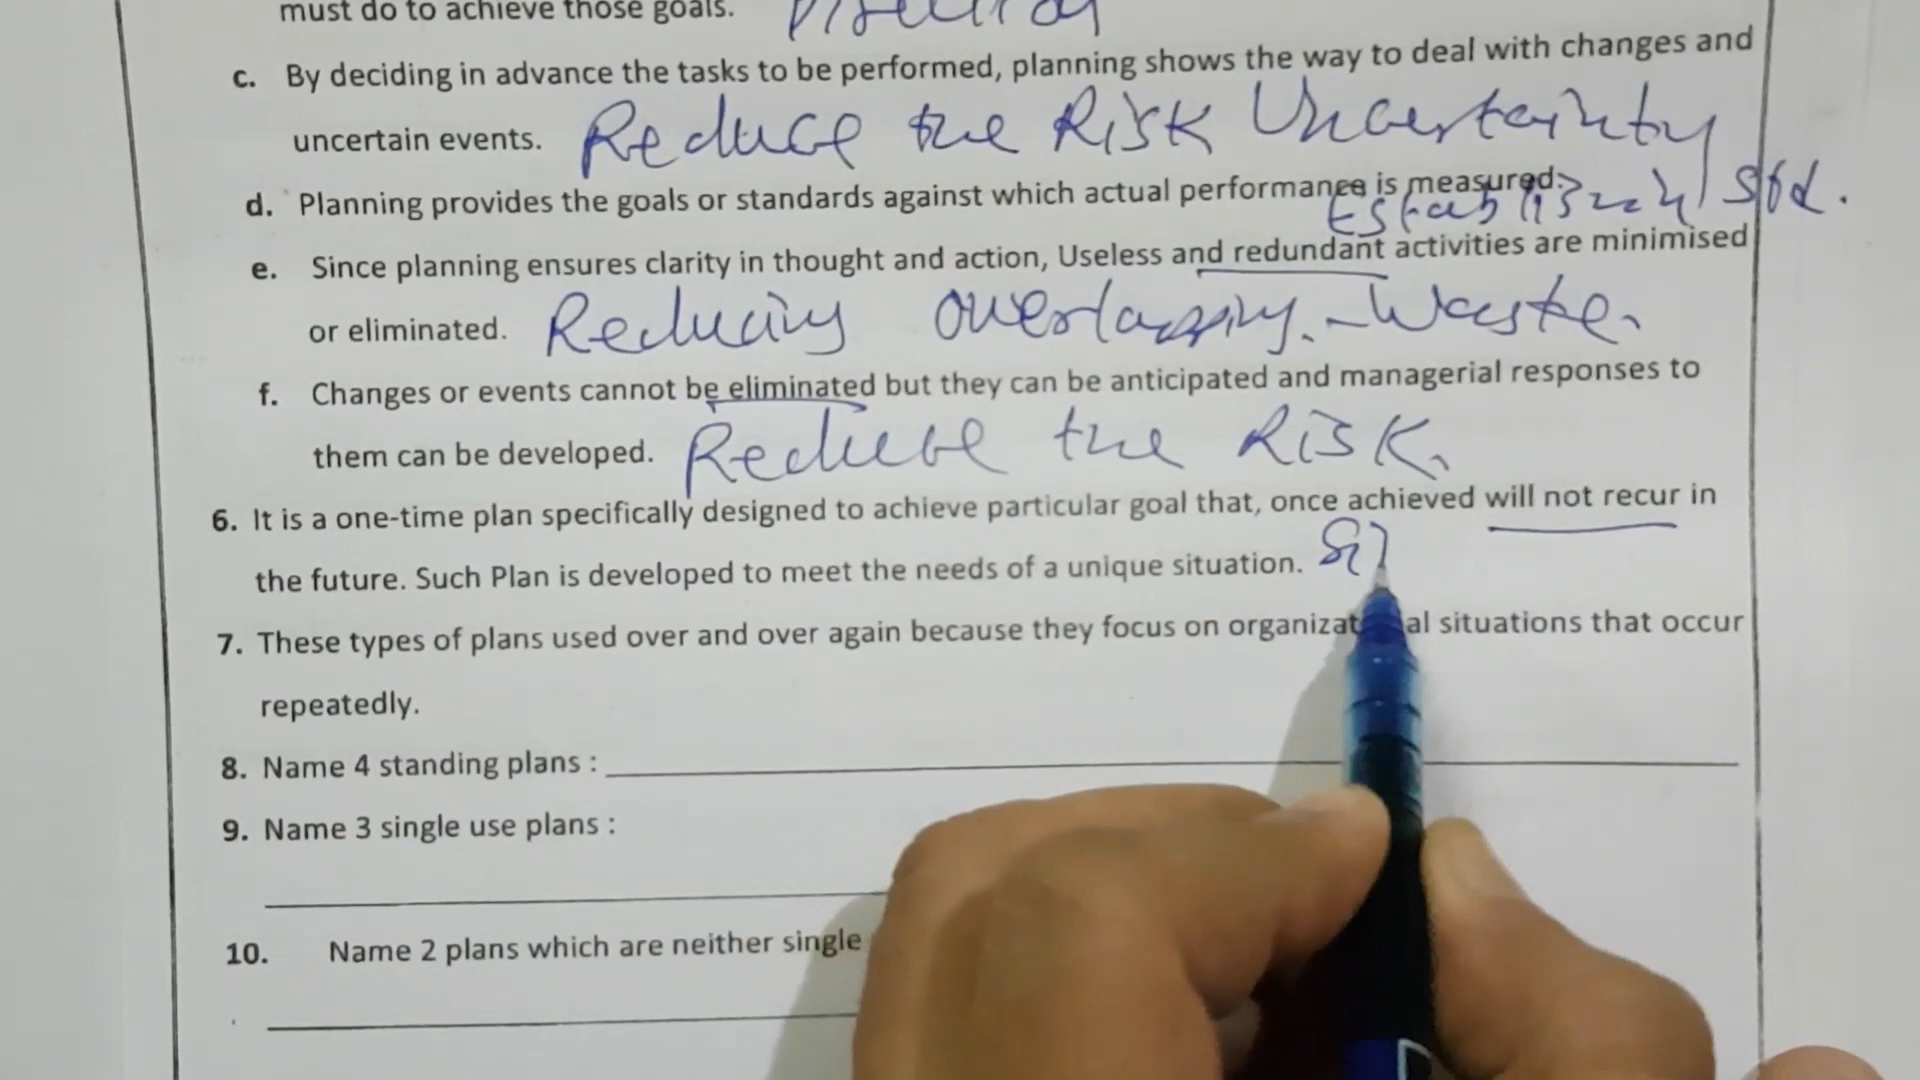 must do to achieve those goals.
c. By deciding in advance the tasks to be performed, planning shows the way to deal with changes and
uncertain events. Reduce the Risk Uncertainty
d. Planning provides the goals or standards against which actual performance is measured.
Std.
e. Since planning ensures clarity in thought and action, Useless and redundant activities are minimised
or eliminated. Reducing overlapping. - Waste.
f. Changes or events cannot be eliminated but they can be anticipated and managerial responses to
them can be developed. Reduce the Risk.
6. It is a one-time plan specifically designed to achieve particular goal that, once achieved will not recur in
the future. Such Plan is developed to meet the needs of a unique situation.
7. These types of plans used over and over again because they focus on situations that occur
repeatedly.
8. Name 4 standing plans :
9. Name 3 single use plans :
10. Name 2 plans which are neither single